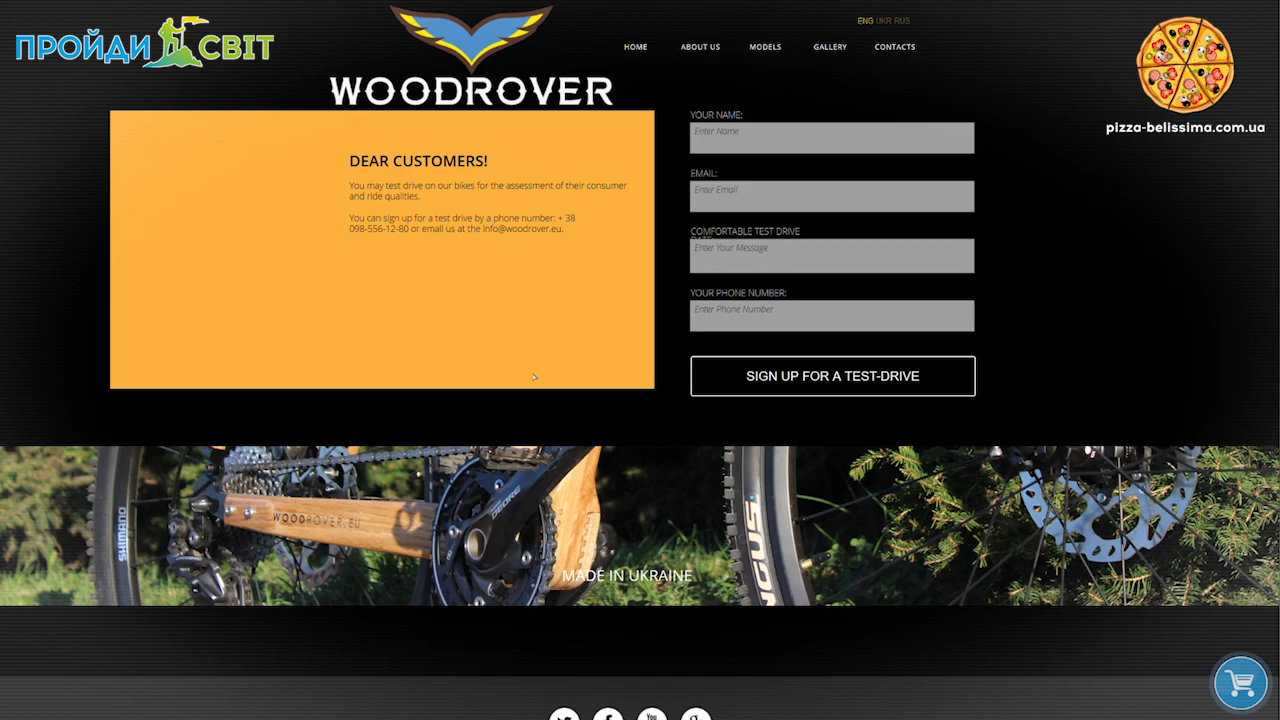 ПРОЙДИ СВІТ
WOODROVER
ENG UKR RUS
HOME ABOUT US MODELS GALLERY CONTACTS
pizza-belissima.com.ua
DEAR CUSTOMERS!
You may test drive on our bikes for the assessment of their consumer
and ride qualities.
You can sign up for a test drive by a phone number: + 38
098-556-12-80 or email us at the info@woodrover.eu.
YOUR NAME:
Enter Name
EMAIL:
Enter Email
COMFORTABLE TEST DRIVE
Enter Your Message
YOUR PHONE NUMBER:
Enter Phone Number
SIGN UP FOR A TEST-DRIVE
SHIMANO
WOODROVER.EU
DEORE
NGUS
MADE IN UKRAINE
You